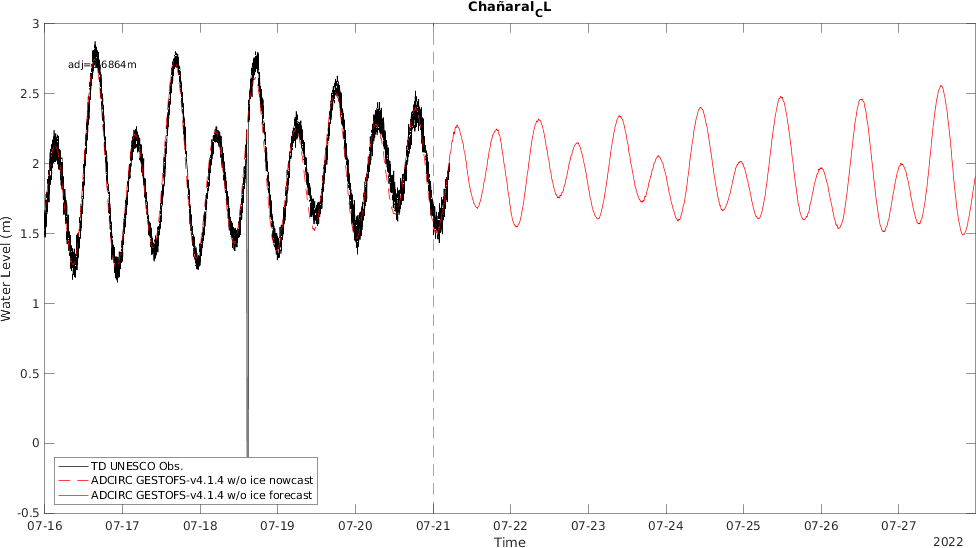 Chañaral_CL
3
adj=1.6864m
2.5
2
1.5
1
0.5
0
-0.5
Water Level (m)
TD UNESCO Obs.
ADCIRC GESTOFS-v4.1.4 w/o ice nowcast
ADCIRC GESTOFS-v4.1.4 w/o ice forecast
07-16 07-17 07-18 07-19 07-20 07-21 07-22 07-23 07-24 07-25 07-26 07-27
Time
2022